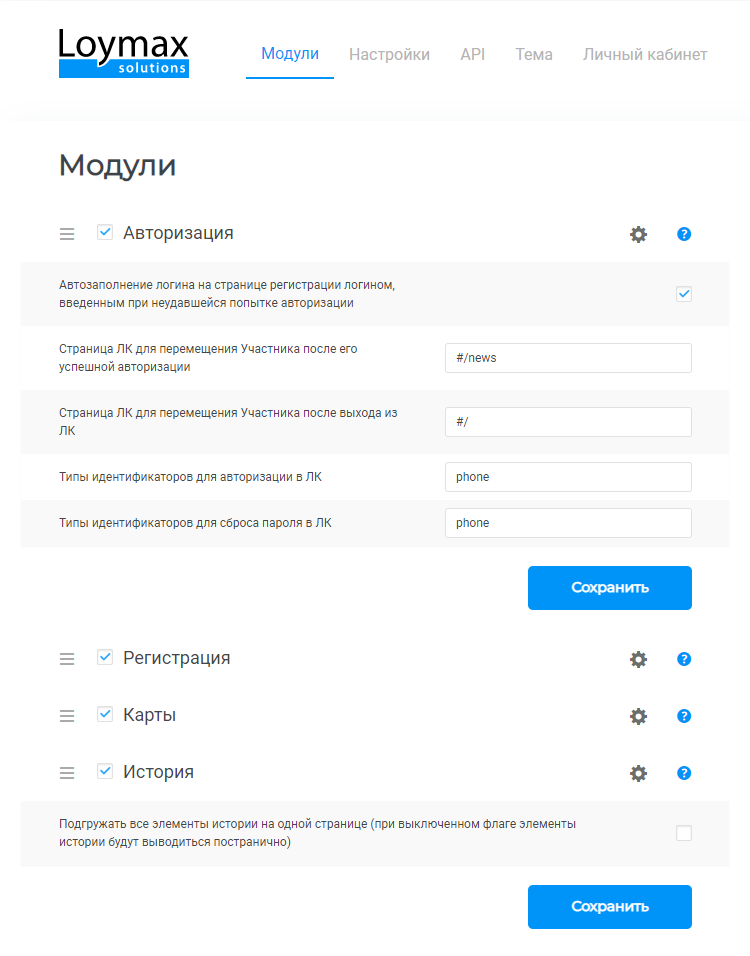 Loymax
solutions
Модули Настройки API Тема Личный кабинет
Модули
Авторизация
Автозаполнение логина на странице регистрации логином,
введенным при неудавшейся попытке авторизации
Страница ЛК для перемещения Участника после его
успешной авторизации
#/news
Страница ЛК для перемещения Участника после выхода из
ЛК
#/
Типы идентификаторов для авторизации в ЛК
phone
Типы идентификаторов для сброса пароля в ЛК
phone
Сохранить
Регистрация
Карты
История
Подгружать все элементы истории на одной странице (при выключенном флаге элементы
истории будут выводиться постранично)
Сохранить